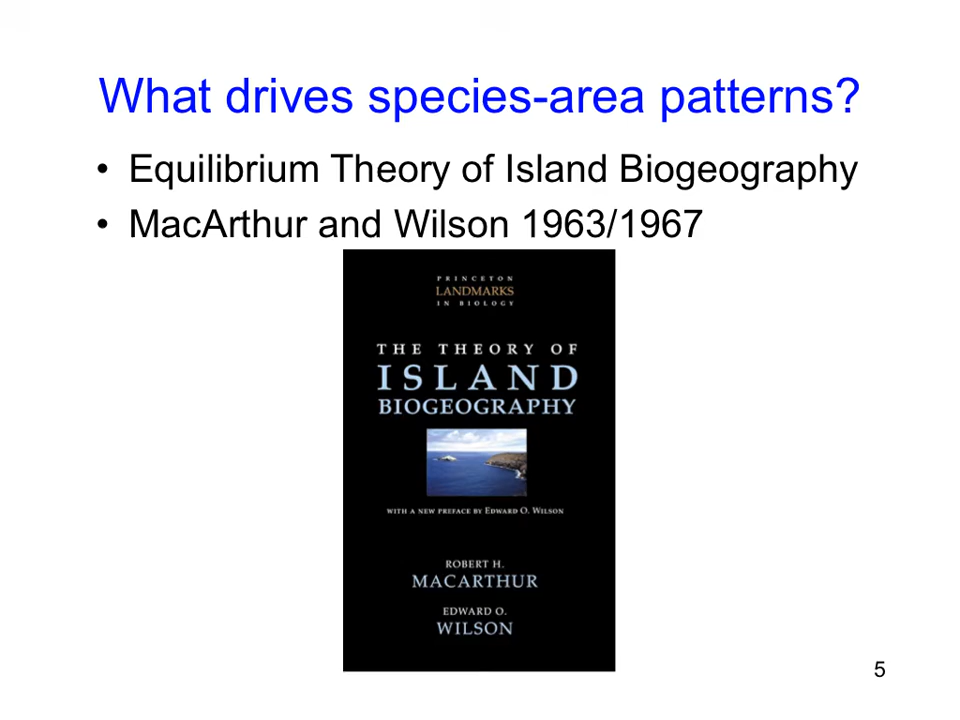 What drives species-area patterns?
• Equilibrium Theory of Island Biogeography
• MacArthur and Wilson 1963/1967
PRINCETON
LANDMARKS
IN BIOLOGY
THE THEORY OF
ISLAND
BIOGEOGRAPHY
WITH A NEW PREFACE BY EDWARD O. WILSON
ROBERT H.
MACARTHUR
EDWARD O.
WILSON
5